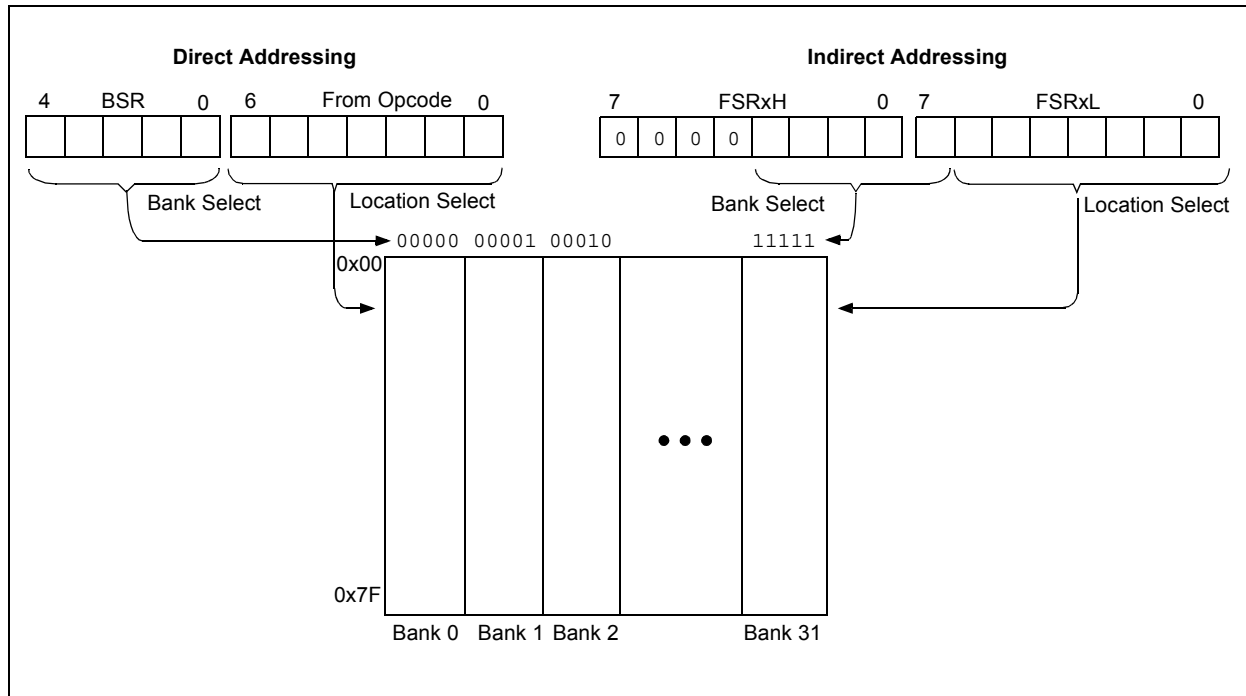 Direct Addressing
Indirect Addressing
4 BSR 0 6 From Opcode 0
7 FSRxH 0 7 FSRxL 0
0 0 0 0
Bank Select
Location Select
Bank Select
Location Select
00000 00001 00010 11111
0x00
0x7F
Bank 0 Bank 1 Bank 2 Bank 31